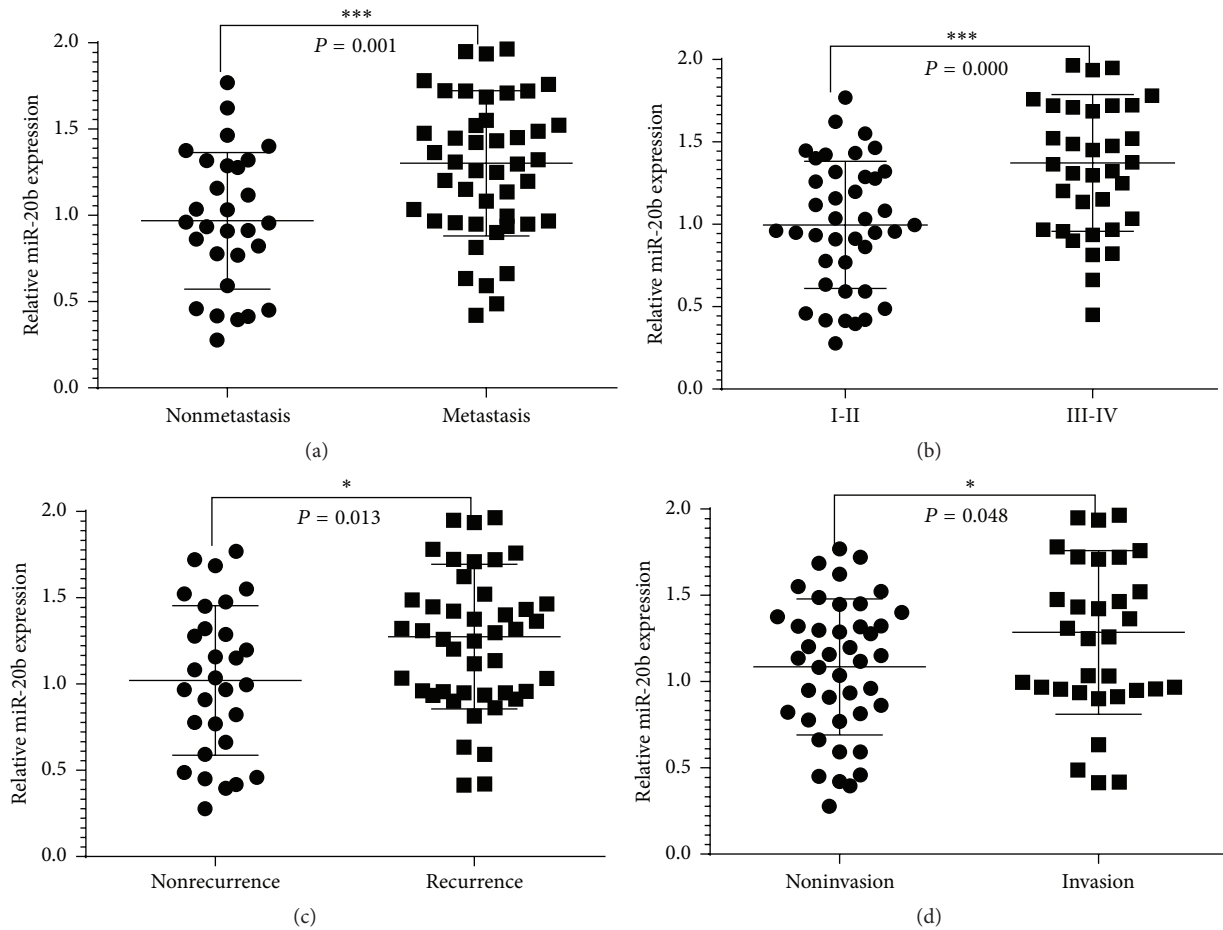 ***
P = 0.001
2.0
1.5
1.0
0.5
0.0
Relative miR-20b expression
Nonmetastasis
Metastasis
(a)
***
P = 0.000
2.0
1.5
1.0
0.5
0.0
Relative miR-20b expression
I-II
III-IV
(b)
*
P = 0.013
2.0
1.5
1.0
0.5
0.0
Relative miR-20b expression
Nonrecurrence
Recurrence
(c)
*
P = 0.048
2.0
1.5
1.0
0.5
0.0
Relative miR-20b expression
Noninvasion
Invasion
(d)